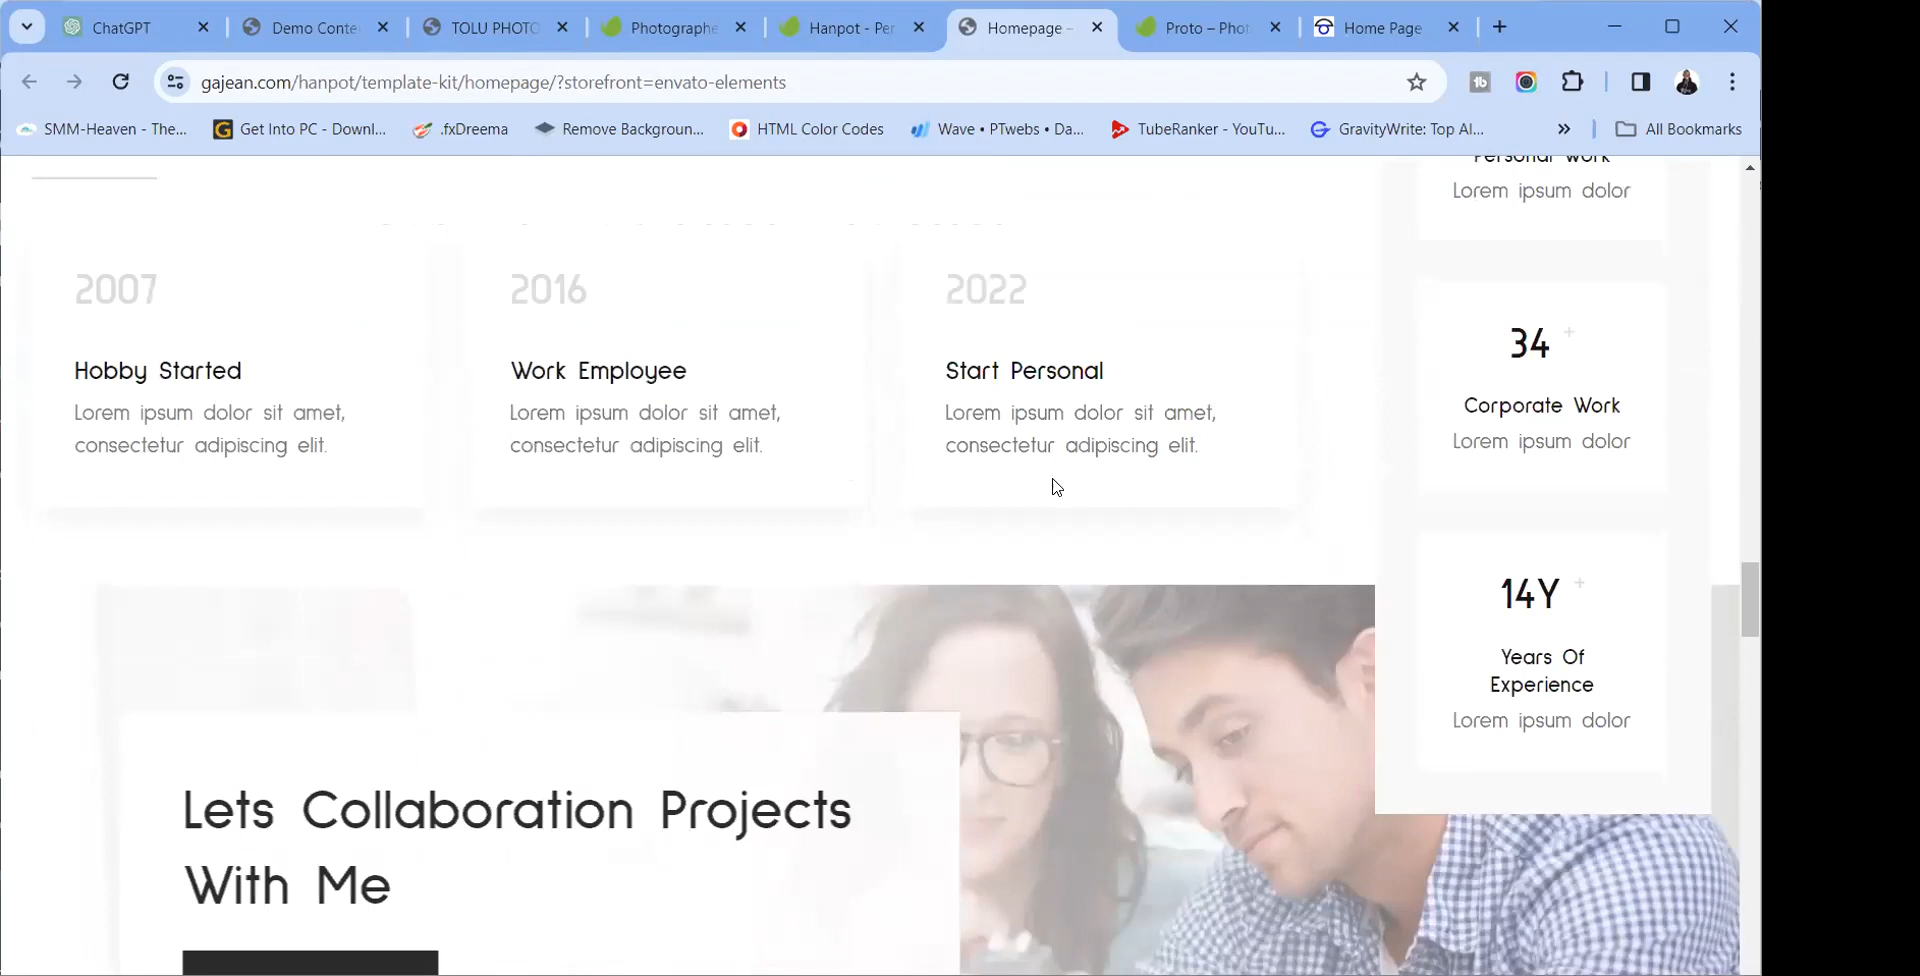 ChatGPT
Demo Conte
TOLU PHOTO
Photographe
Hanpot - Per
Homepage –
Proto – Phot
Home Page
gajean.com/hanpot/template-kit/homepage/?storefront=envato-elements
SMM-Heaven - The...
Get Into PC - Downl...
.fxDreema
Remove Backgroun...
HTML Color Codes
Wave • PTwebs • Da...
TubeRanker - YouTu...
GravityWrite: Top AI...
»
All Bookmarks
Personal Work
Lorem ipsum dolor
2007
Hobby Started
Lorem ipsum dolor sit amet,
consectetur adipiscing elit.
2016
Work Employee
Lorem ipsum dolor sit amet,
consectetur adipiscing elit.
2022
Start Personal
Lorem ipsum dolor sit amet,
consectetur adipiscing elit.
34 +
Corporate Work
Lorem ipsum dolor
14Y +
Years Of
Experience
Lorem ipsum dolor
Lets Collaboration Projects
With Me